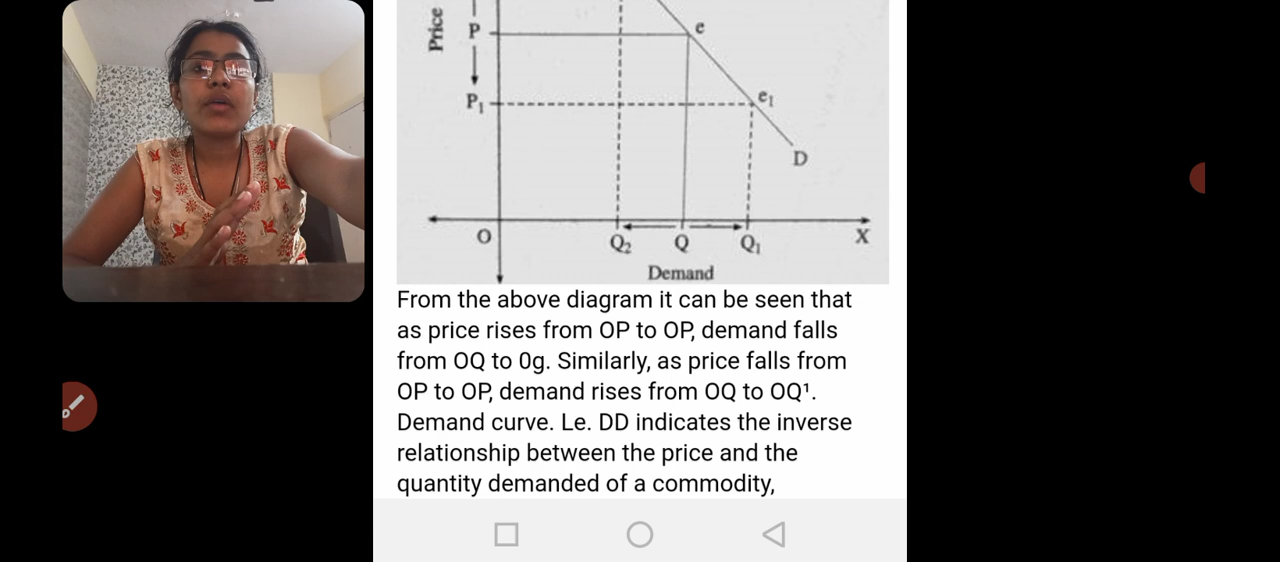 Price
P
e
P₁
e₁
D
O
Q₂
Q
Q₁
X
Demand
From the above diagram it can be seen that
as price rises from OP to OP, demand falls
from OQ to 0g. Similarly, as price falls from
OP to OP, demand rises from OQ to OQ¹.
Demand curve. Le. DD indicates the inverse
relationship between the price and the
quantity demanded of a commodity,